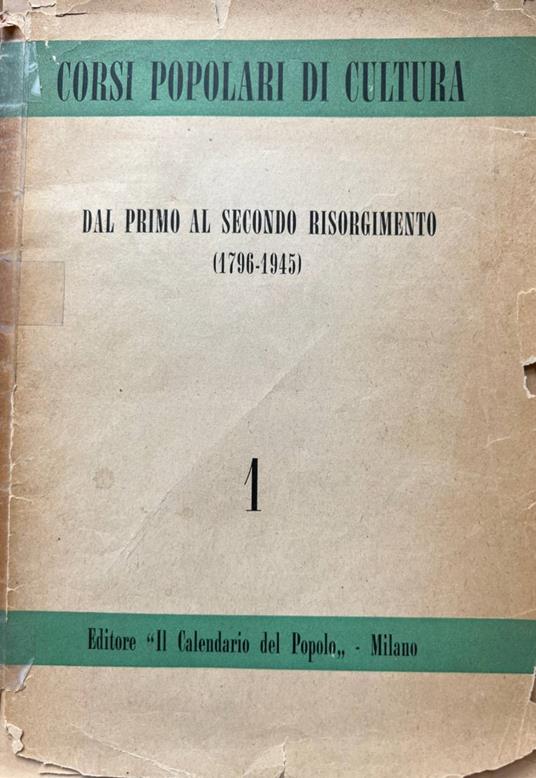 CORSI POPOLARI DI CULTURA
DAL PRIMO AL SECONDO RISORGIMENTO
(1796-1945)
1
Editore “Il Calendario del Popolo„ - Milano